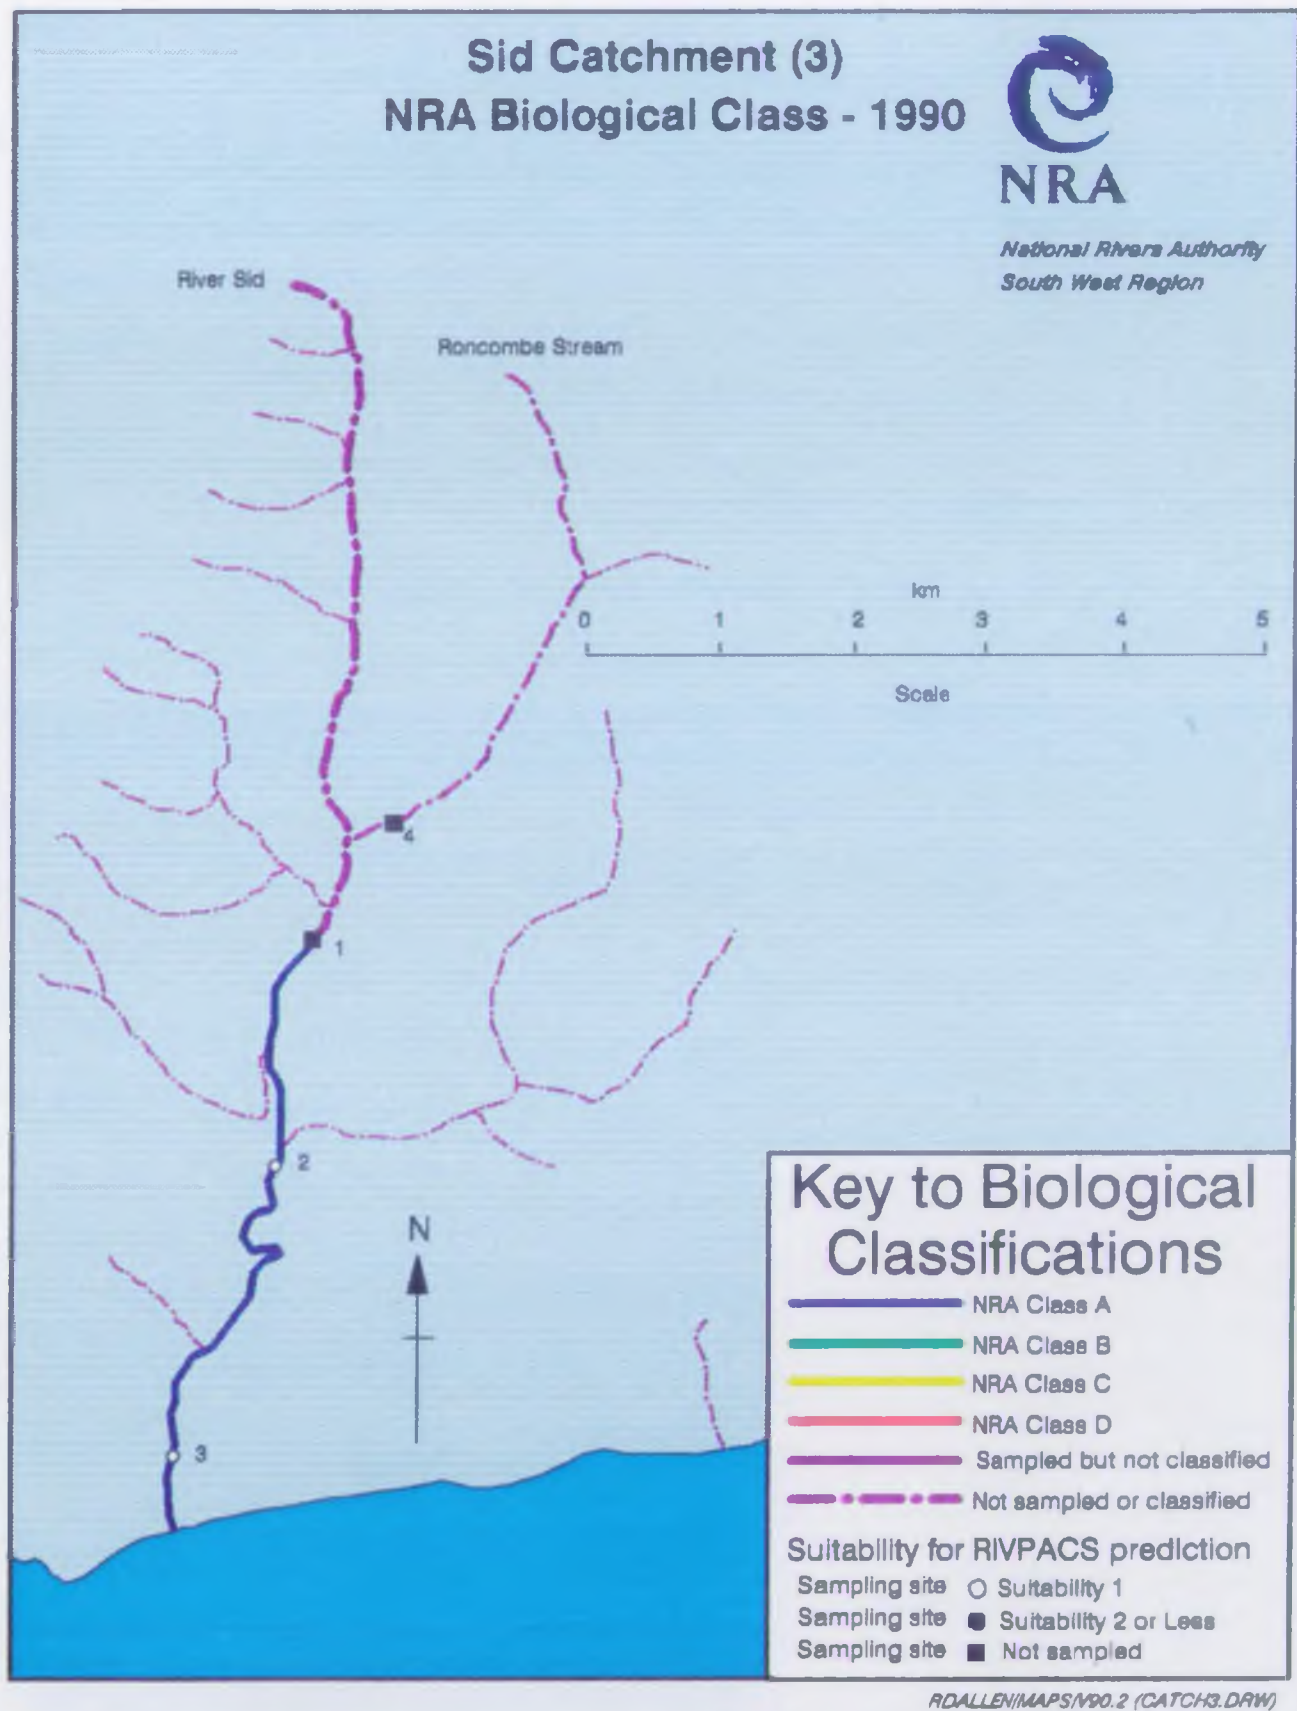 Sid Catchment (3)
NRA Biological Class - 1990
NRA
National Rivers Authority
South West Region
River Sid
Roncombe Stream
km
0 1 2 3 4 5
Scale
4
1
2
N
3
Key to Biological
Classifications
NRA Class A
NRA Class B
NRA Class C
NRA Class D
Sampled but not classified
Not sampled or classified
Suitability for RIVPACS prediction
Sampling site Suitability 1
Sampling site Suitability 2 or Less
Sampling site Not sampled
RDALLEN/MAPS/V90.2 (CATCH3.DRW)